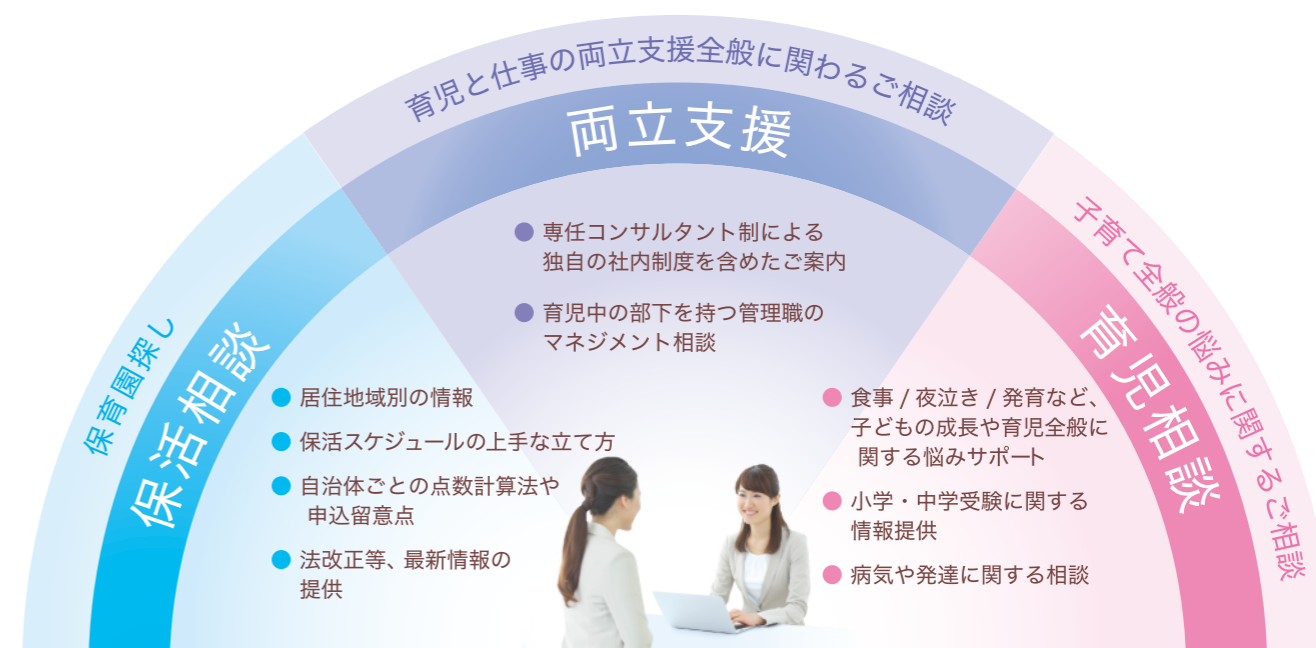 育児と仕事の両立支援全般に関わるご相談
両立支援
● 専任コンサルタント制による
独自の社内制度を含めたご案内
● 育児中の部下を持つ管理職の
マネジメント相談
保育園探し
保活相談
● 居住地域別の情報
● 保活スケジュールの上手な立て方
● 自治体ごとの点数計算法や
申込留意点
● 法改正等、最新情報の
提供
子育て全般の悩みに関するご相談
育児相談
● 食事 / 夜泣き / 発育など、
子どもの成長や育児全般に
関する悩みサポート
● 小学・中学受験に関する
情報提供
● 病気や発達に関する相談